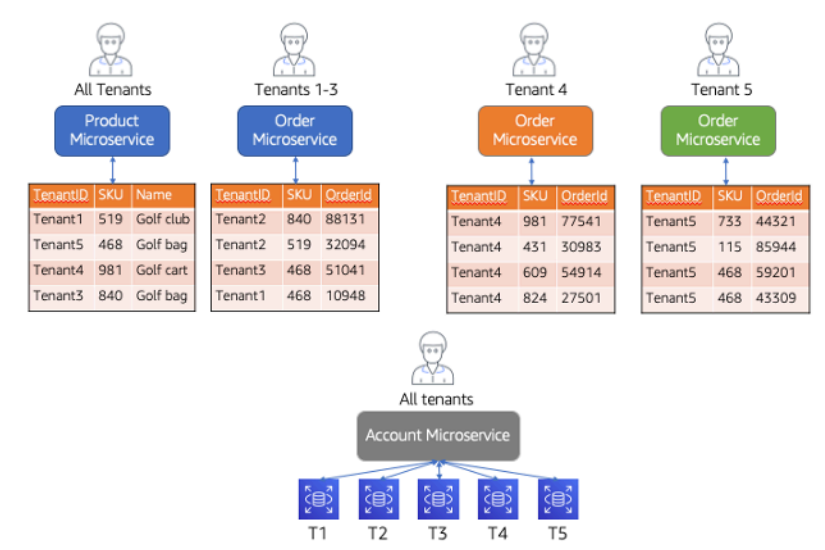 All Tenants
Tenants 1-3
Tenant 4
Tenant 5
Product
Microservice
Order
Microservice
Order
Microservice
Order
Microservice
TenantID SKU Name
Tenant1 519 Golf club
Tenant5 468 Golf bag
Tenant4 981 Golf cart
Tenant3 840 Golf bag
TenantID SKU OrderId
Tenant2 840 88131
Tenant2 519 32094
Tenant3 468 51041
Tenant1 468 10948
TenantID SKU OrderId
Tenant4 981 77541
Tenant4 431 30983
Tenant4 609 54914
Tenant4 824 27501
TenantID SKU OrderId
Tenant5 733 44321
Tenant5 115 85944
Tenant5 468 59201
Tenant5 468 43309
All tenants
Account Microservice
T1 T2 T3 T4 T5